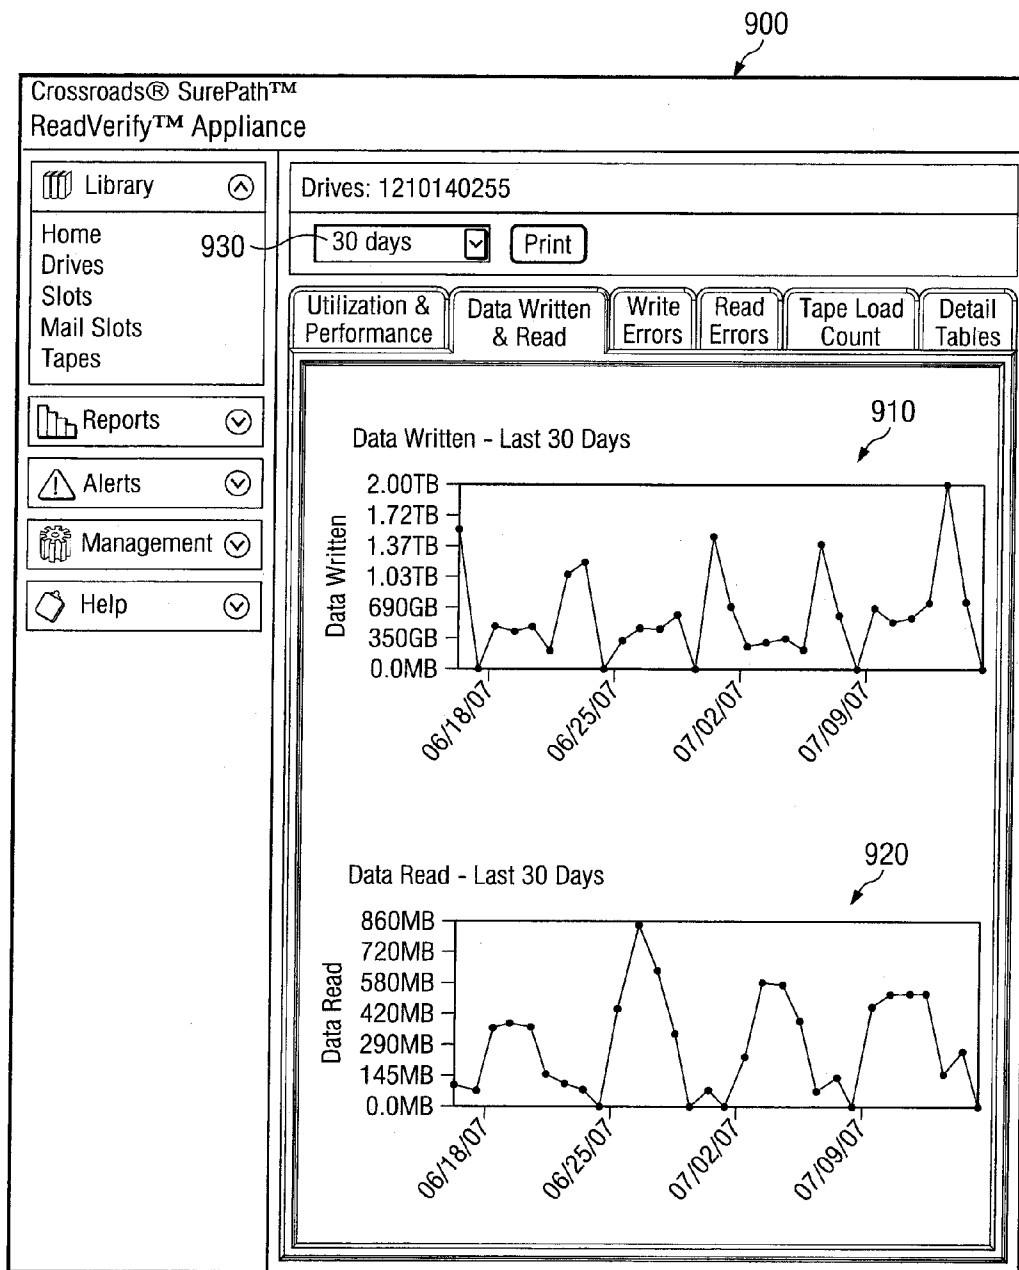 900
Crossroads® SurePath™
ReadVerify™ Appliance
Library
Home
Drives
Slots
Mail Slots
Tapes
Reports
Alerts
Management
Help
Drives: 1210140255
930
30 days
Print
Utilization & Performance
Data Written & Read
Write Errors
Read Errors
Tape Load Count
Detail Tables
910
Data Written - Last 30 Days
Data Written
2.00TB
1.72TB
1.37TB
1.03TB
690GB
350GB
0.0MB
06/18/07
06/25/07
07/02/07
07/09/07
920
Data Read - Last 30 Days
Data Read
860MB
720MB
580MB
420MB
290MB
145MB
0.0MB
06/18/07
06/25/07
07/02/07
07/09/07